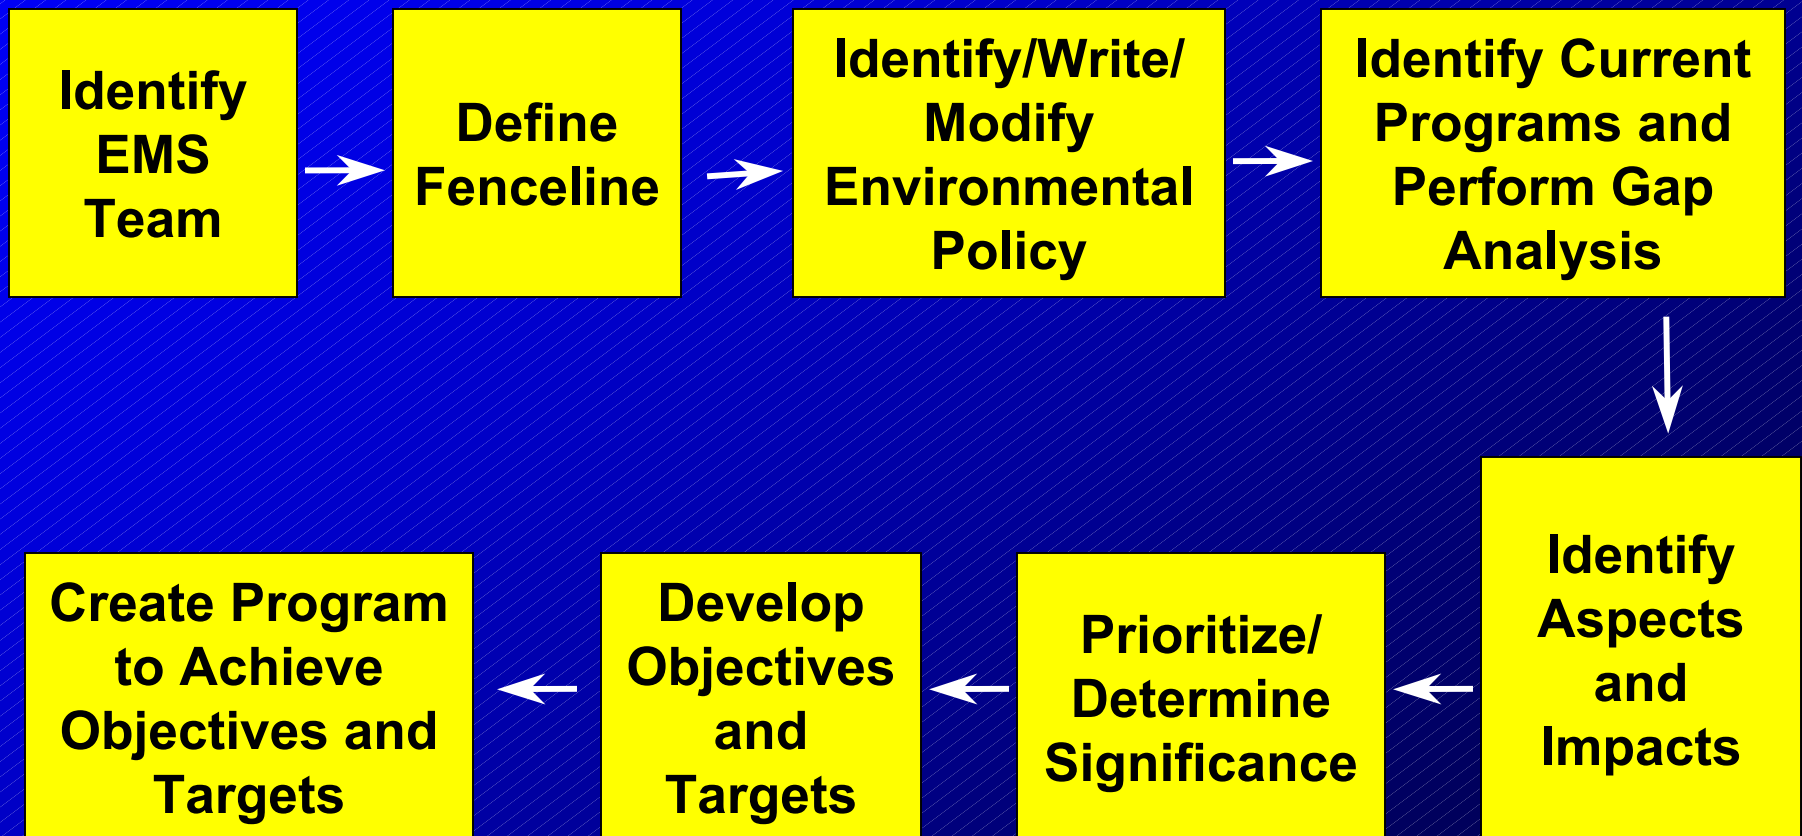 Identify
EMS
Team
Define
Fenceline
Identify/Write/
Modify
Environmental
Policy
Identify Current
Programs and
Perform Gap
Analysis
Identify
Aspects
and
Impacts
Prioritize/
Determine
Significance
Develop
Objectives
and
Targets
Create Program
to Achieve
Objectives and
Targets